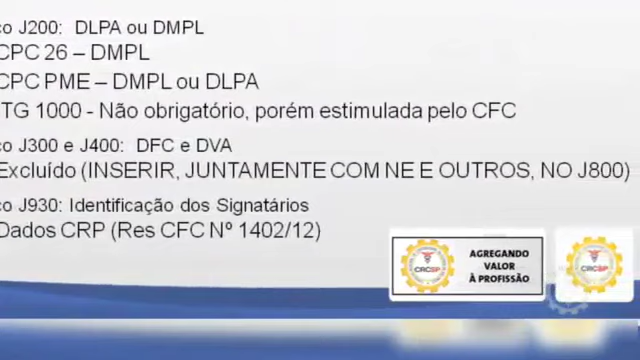 co J200: DLPA ou DMPL
CPC 26 – DMPL
CPC PME – DMPL ou DLPA
TG 1000 - Não obrigatório, porém estimulada pelo CFC
co J300 e J400: DFC e DVA
Excluído (INSERIR, JUNTAMENTE COM NE E OUTROS, NO J800)
co J930: Identificação dos Signatários
Dados CRP (Res CFC Nº 1402/12)
CRCSP
AGREGANDO
VALOR
À PROFISSÃO
CRCSP